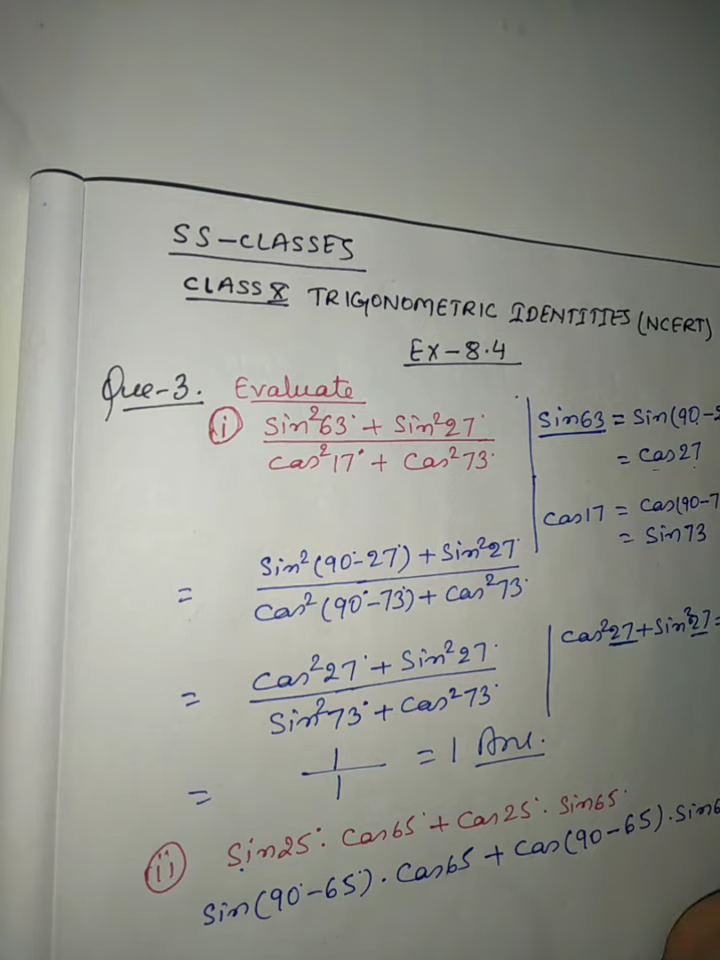 SS-CLASSES
CLASS X TRIGONOMETRIC IDENTITIES (NCERT)
EX-8.4
Que-3. Evaluate
(i) Sin²63° + Sin²27°
Cos²17° + Cos²73°
Sin63 = Sin(90-2
= Cos27
Cos17 = Cos(90-7
= Sin73
= Sin²(90°-27°) + Sin²27°
Cos²(90°-73°) + Cos²73°
= Cos²27° + Sin²27°
Sin²73° + Cos²73°
Cos²27 + Sin²27 =
= 1/1 = 1 Ans.
(ii) Sin25° . Cos65° + Cos25° . Sin65°
Sin(90°-65°) . Cos65 + Cos(90-65) . Sin6